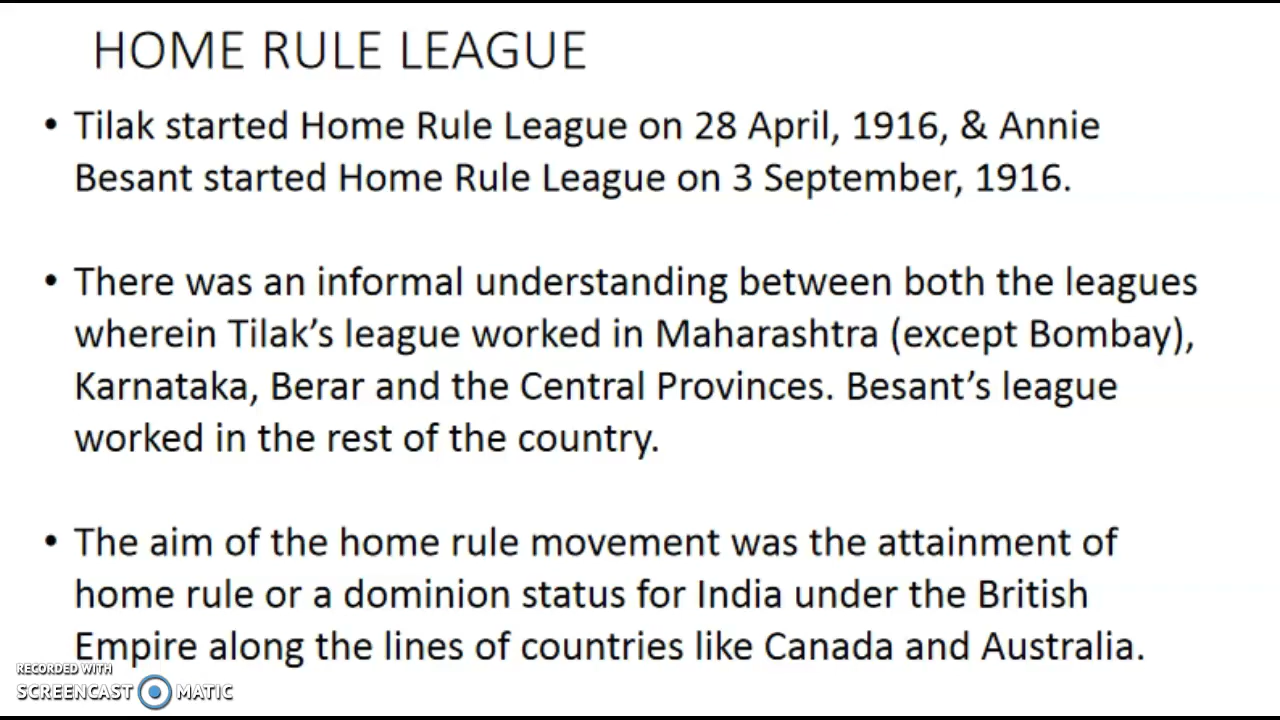 HOME RULE LEAGUE
• Tilak started Home Rule League on 28 April, 1916, & Annie
Besant started Home Rule League on 3 September, 1916.
• There was an informal understanding between both the leagues
wherein Tilak’s league worked in Maharashtra (except Bombay),
Karnataka, Berar and the Central Provinces. Besant’s league
worked in the rest of the country.
• The aim of the home rule movement was the attainment of
home rule or a dominion status for India under the British
Empire along the lines of countries like Canada and Australia.
RECORDED WITH
SCREENCAST MATIC